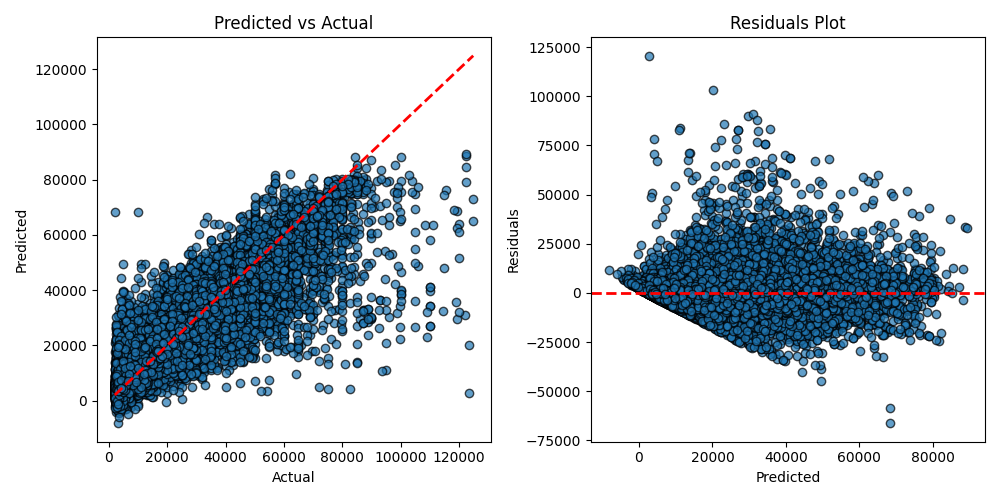 Predicted vs Actual
120000
100000
80000
60000
40000
20000
0
Predicted
0 20000 40000 60000 80000 100000 120000
Actual
Residuals Plot
125000
100000
75000
50000
25000
0
−25000
−50000
−75000
Residuals
0 20000 40000 60000 80000
Predicted